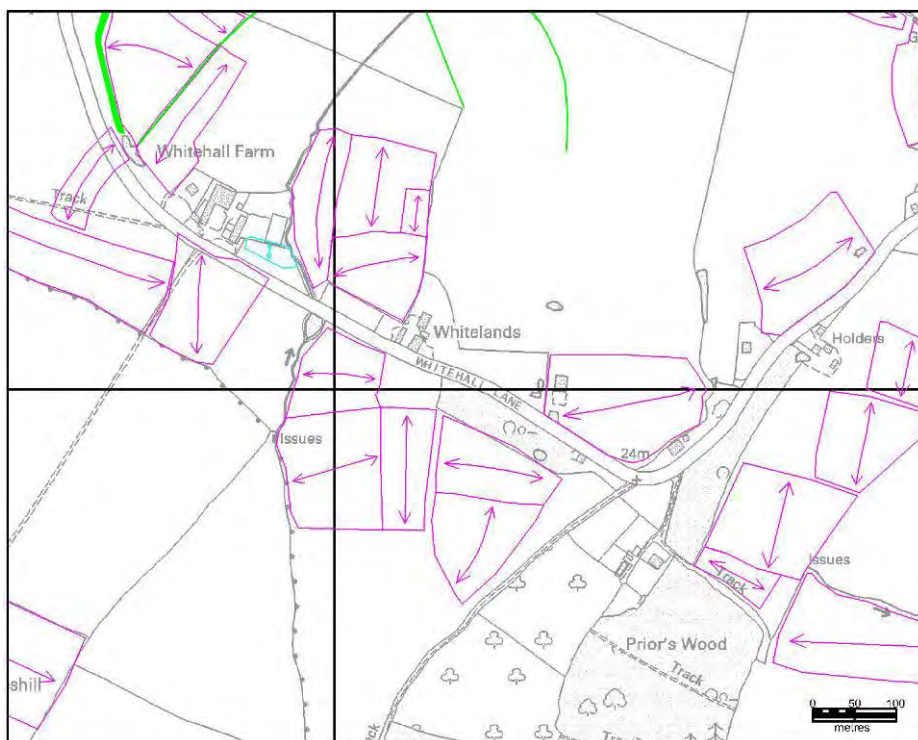 G
Whitehall Farm
Track
Whitelands
Holders
WHITEHALL LANE
Issues
24m
Issues
Track
Prior's Wood
Track
shill
ck
0 50 100
metres